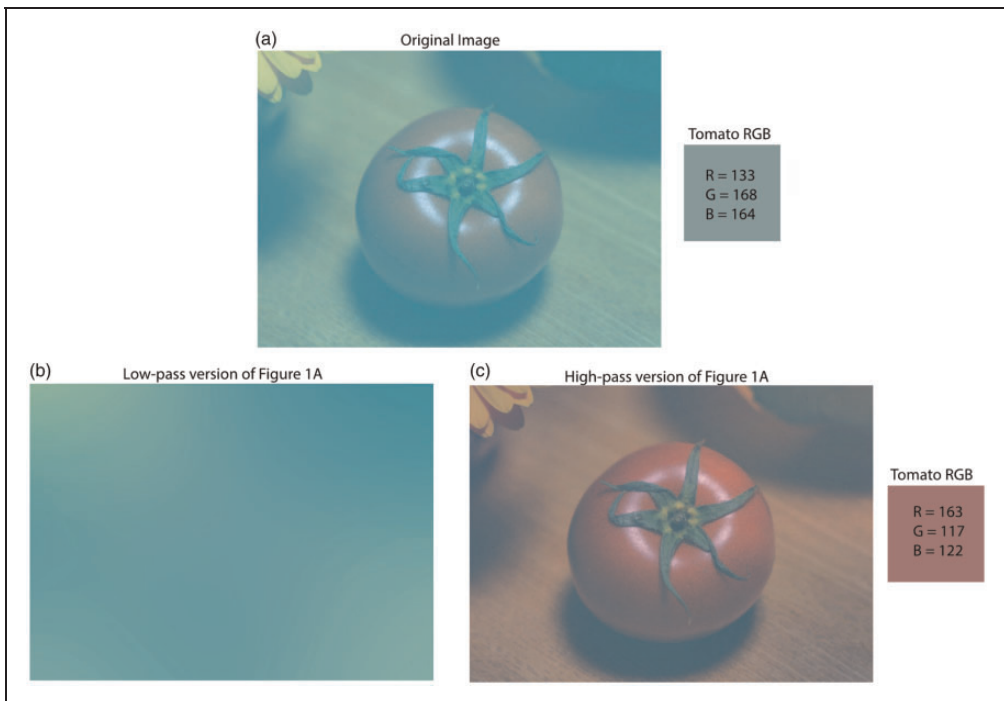 (a)
Original Image
Tomato RGB
R = 133
G = 168
B = 164
(b)
Low-pass version of Figure 1A
(c)
High-pass version of Figure 1A
Tomato RGB
R = 163
G = 117
B = 122